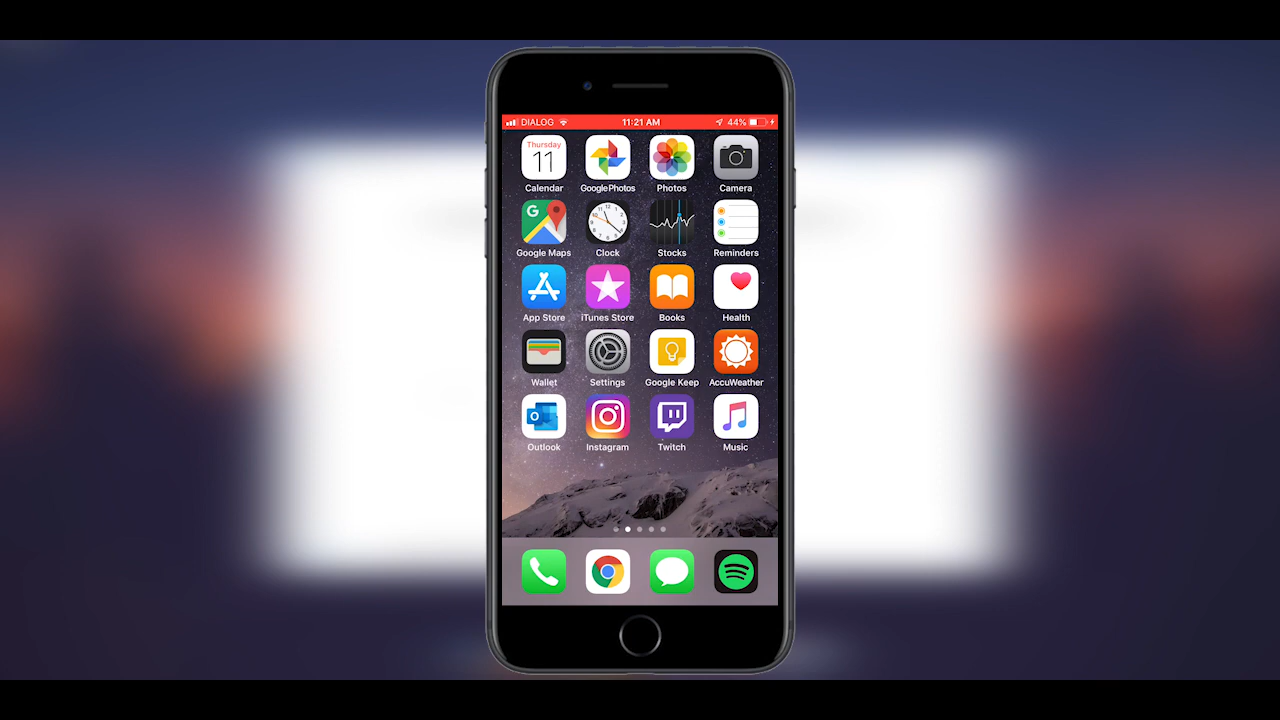 DIALOG 11:21 AM 44%
Thursday
11
Calendar Google Photos Photos Camera
G 12
Google Maps Clock Stocks Reminders
App Store iTunes Store Books Health
Wallet Settings Google Keep AccuWeather
O
Outlook Instagram Twitch Music